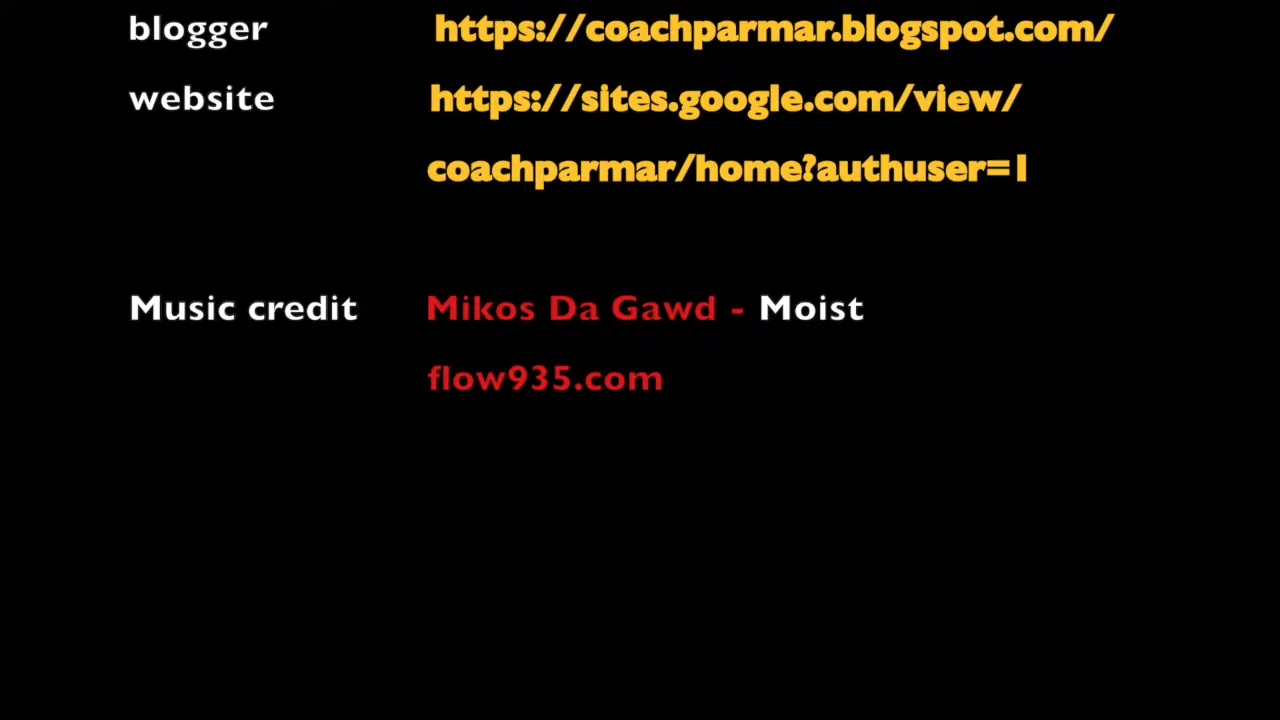 blogger https://coachparmar.blogspot.com/
website https://sites.google.com/view/
coachparmar/home?authuser=1
Music credit Mikos Da Gawd - Moist
flow935.com